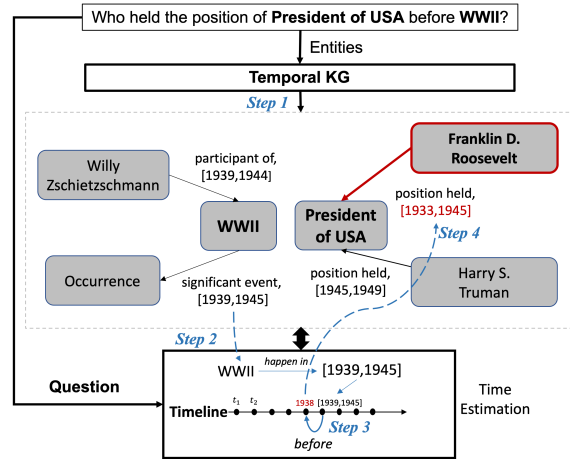 Who held the position of President of USA before WWII?
Entities
Temporal KG
Step 1
Franklin D.
Roosevelt
Willy
Zschietzschmann
participant of,
[1939,1944]
position held,
[1933,1945]
WWII
President
of USA
Step 4
Occurrence
significant event,
[1939,1945]
position held,
[1945,1949]
Harry S.
Truman
Step 2
WWII
happen in
[1939,1945]
Question
Time
Estimation
Timeline
t1
t2
1938
[1939,1945]
Step 3
before